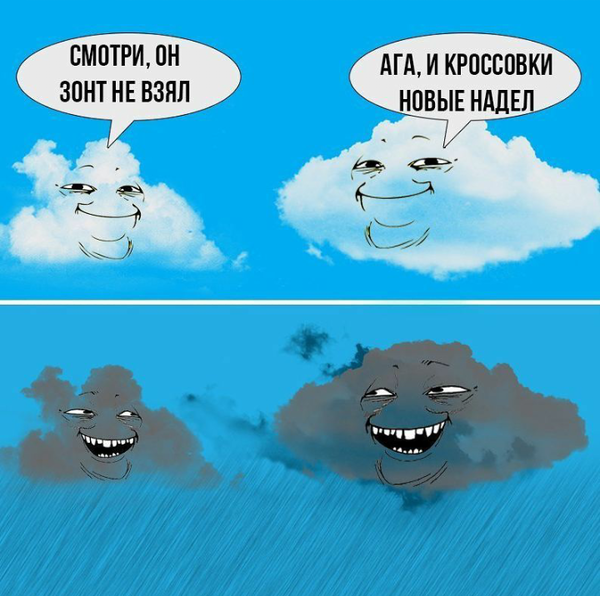 СМОТРИ, ОН
ЗОНТ НЕ ВЗЯЛ
АГА, И КРОССОВКИ
НОВЫЕ НАДЕЛ